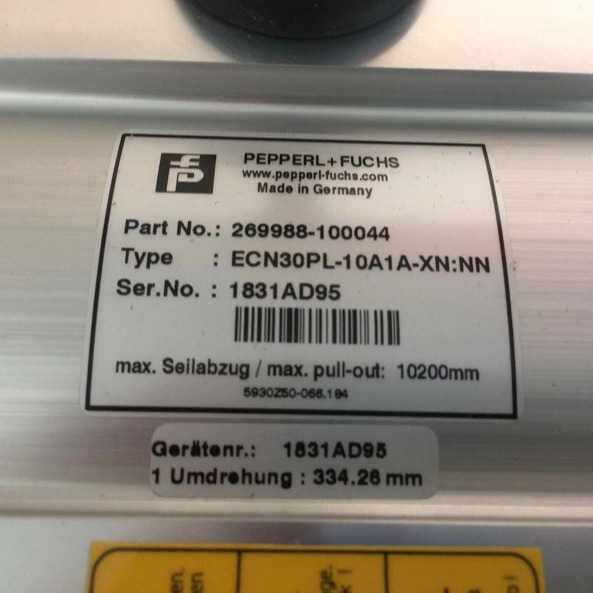 PEPPERL+FUCHS
www.pepperl-fuchs.com
Made in Germany
Part No.: 269988-100044
Type : ECN30PL-10A1A-XN:NN
Ser.No. : 1831AD95
max. Seilabzug / max. pull-out: 10200mm
5930Z50-066.194
Gerätenr.: 1831AD95
1 Umdrehung : 334.26 mm